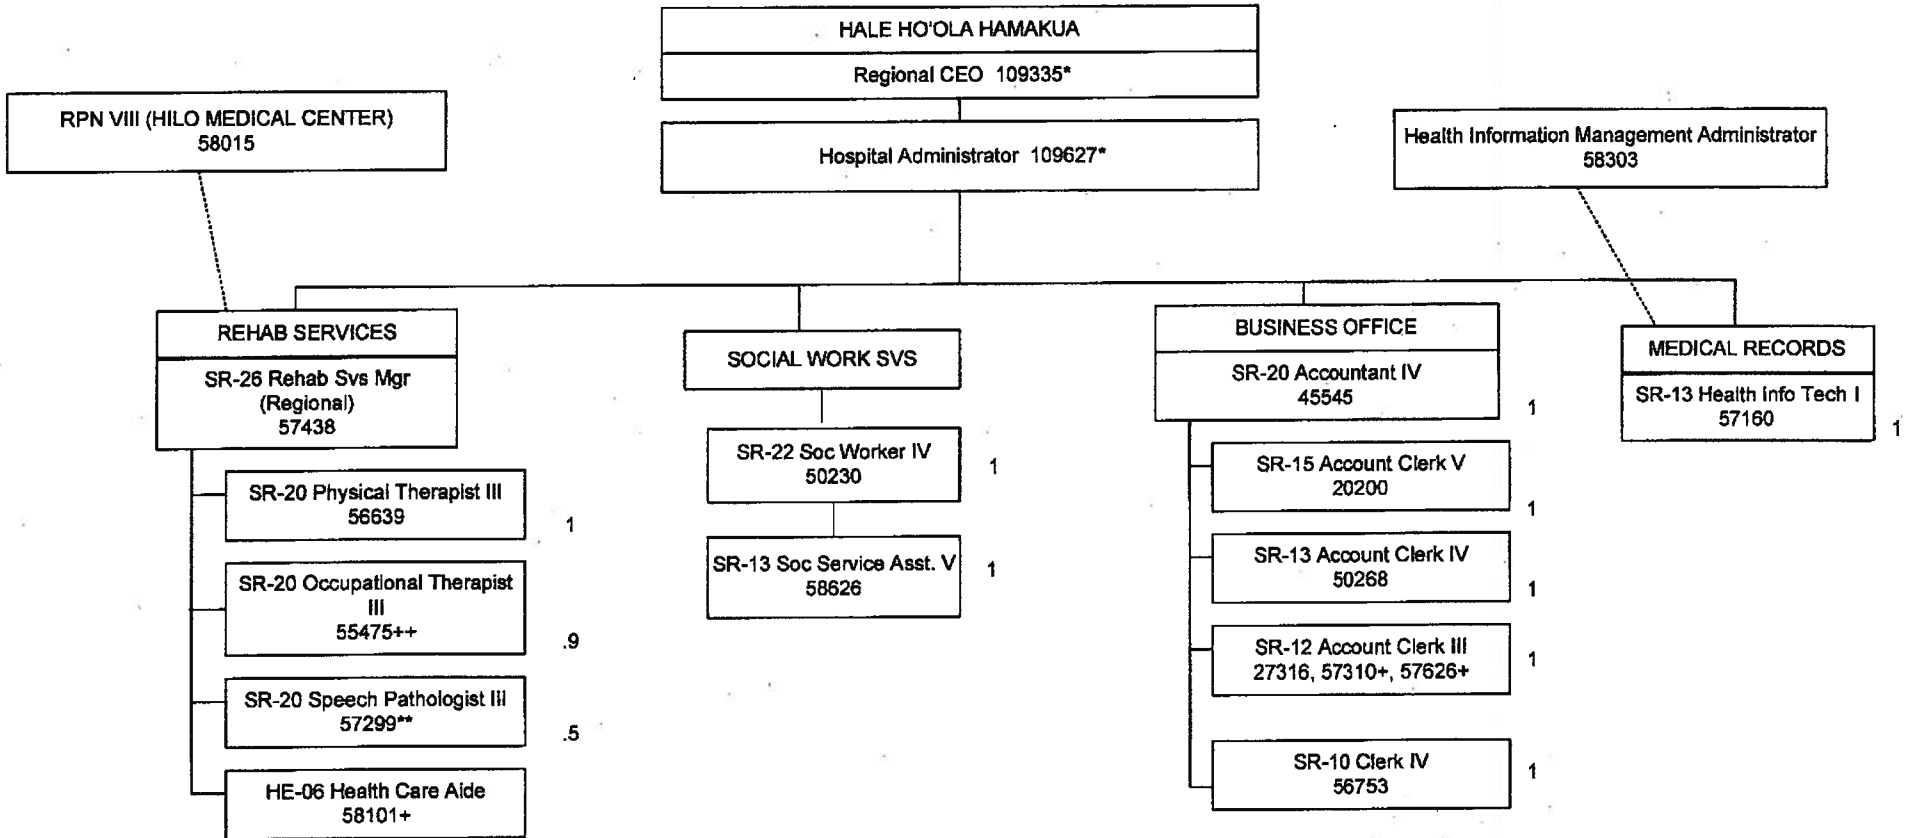 HALE HO'OLA HAMAKUA
Regional CEO 109335*
RPN VIII (HILO MEDICAL CENTER)
58015
Hospital Administrator 109627*
Health Information Management Administrator
58303
REHAB SERVICES
SR-26 Rehab Svs Mgr
(Regional)
57438
SR-20 Physical Therapist III
56639
1
SR-20 Occupational Therapist
III
55475++
.9
SR-20 Speech Pathologist III
57299**
.5
HE-06 Health Care Aide
58101+
SOCIAL WORK SVS
SR-22 Soc Worker IV
50230
1
SR-13 Soc Service Asst. V
58626
1
BUSINESS OFFICE
SR-20 Accountant IV
45545
1
SR-15 Account Clerk V
20200
1
SR-13 Account Clerk IV
50268
1
SR-12 Account Clerk III
27316, 57310+, 57626+
1
SR-10 Clerk IV
56753
1
MEDICAL RECORDS
SR-13 Health Info Tech I
57160
1